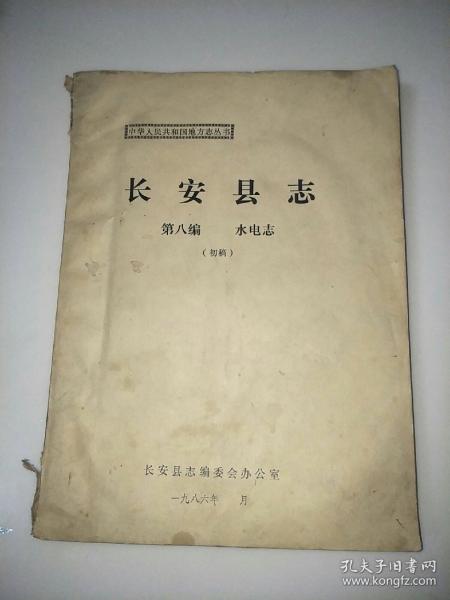 中华人民共和国地方志丛书
长安县志
第八编 水电志
(初稿)
长安县志编委会办公室
一九八六年 月
孔夫子旧书网
www.kongfz.com